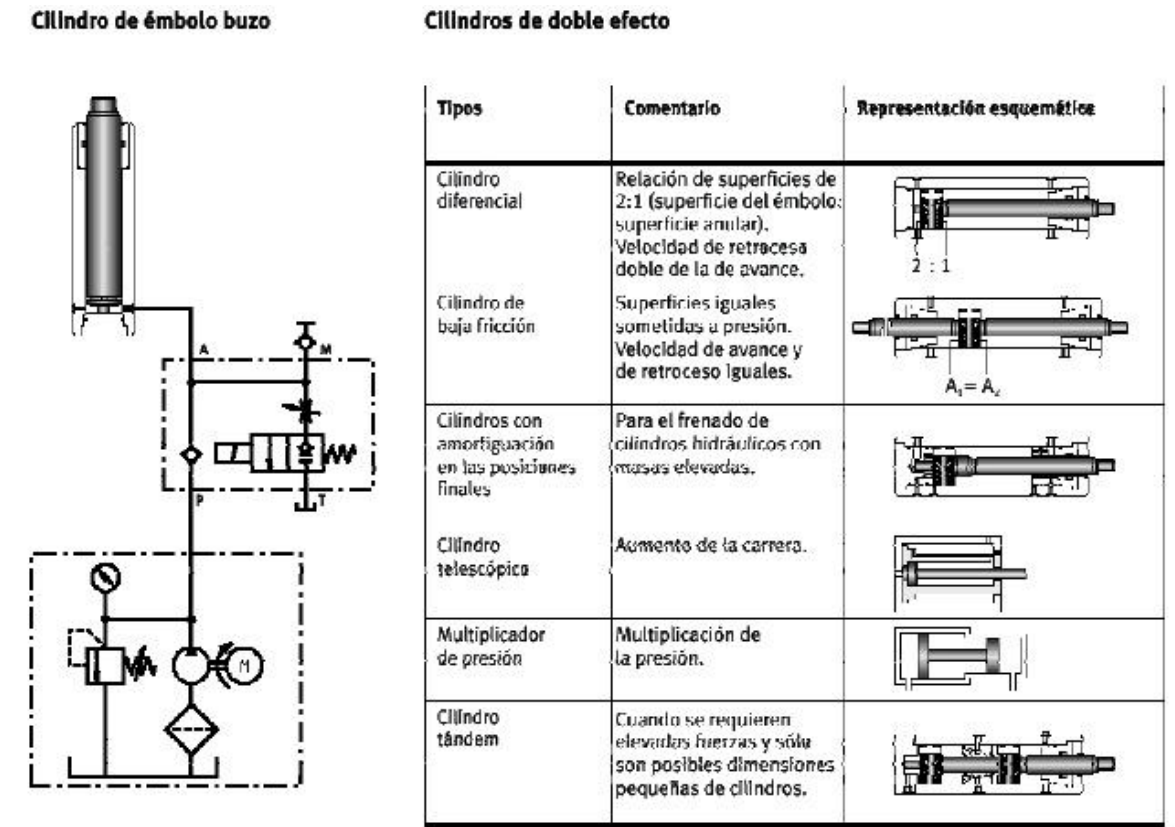 Cilindro de émbolo buzo
Cilindros de doble efecto
A
M
P
T
M
Tipos
Comentario
Representación esquemática
Cilindro
diferencial
Relación de superficies de
2:1 (superficie del émbolo:
superficie anular).
Velocidad de retrocesa
doble de la de avance.
2 : 1
Cilindro de
baja fricción
Superficies iguales
sometidas a presión.
Velocidad de avance y
de retroceso iguales.
A₁ = A₂
Cilindros con
amortiguación
en las posiciones
finales
Para el frenado de
cilindros hidráulicos con
masas elevadas.
Cilindro
telescópico
Aumento de la carrera.
Multiplicador
de presión
Multiplicación de
la presión.
Cilindro
tándem
Cuando se requieren
elevadas fuerzas y sólo
son posibles dimensiones
pequeñas de cilindros.